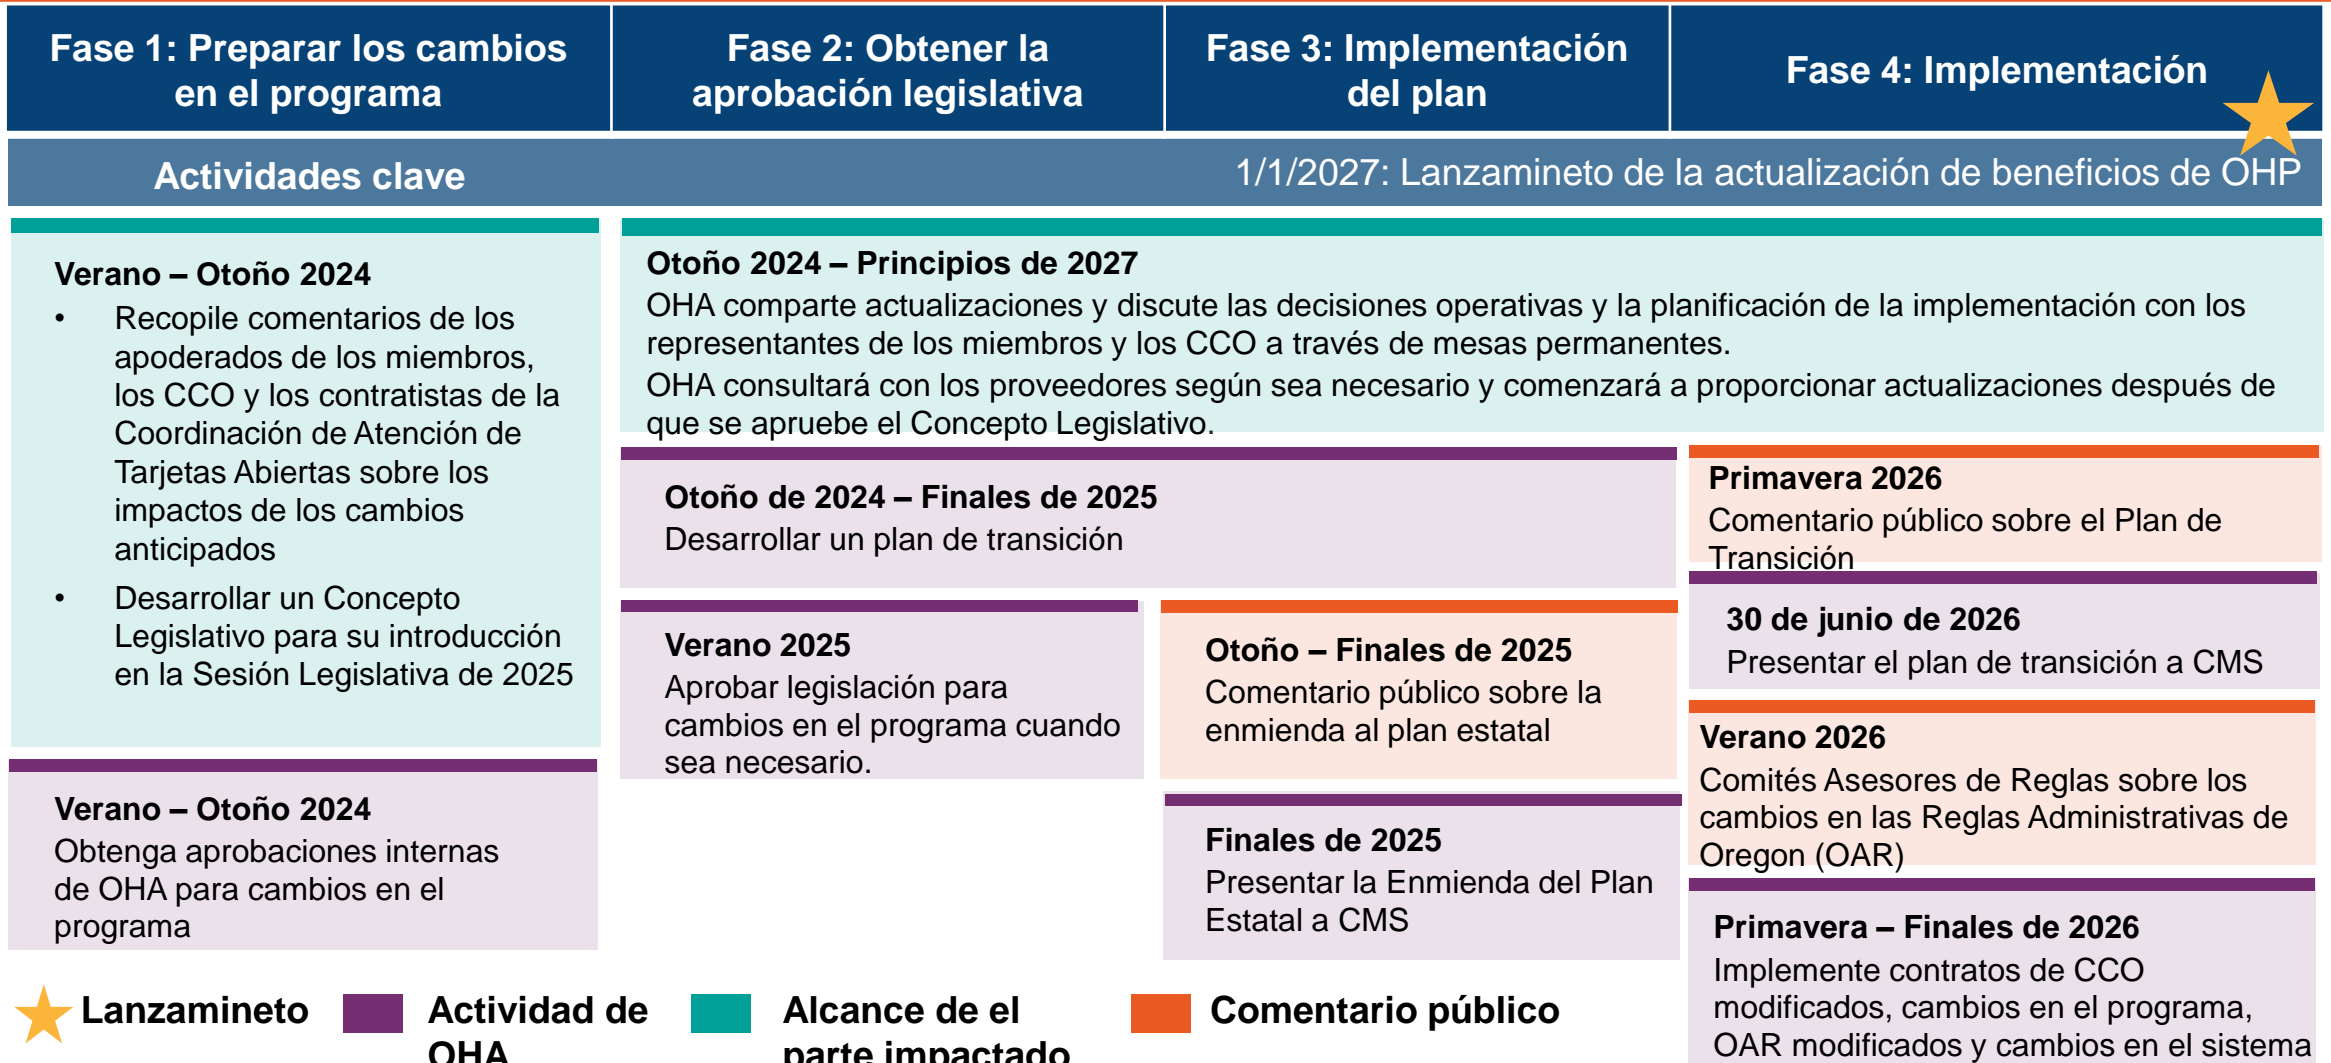 Fase 1: Preparar los cambios
en el programa
Fase 2: Obtener la
aprobación legislativa
Fase 3: Implementación
del plan
Fase 4: Implementación
Actividades clave
1/1/2027: Lanzamineto de la actualización de beneficios de OHP
Verano – Otoño 2024
• Recopile comentarios de los
apoderados de los miembros,
los CCO y los contratistas de la
Coordinación de Atención de
Tarjetas Abiertas sobre los
impactos de los cambios
anticipados
• Desarrollar un Concepto
Legislativo para su introducción
en la Sesión Legislativa de 2025
Verano – Otoño 2024
Obtenga aprobaciones internas
de OHA para cambios en el
programa
Otoño 2024 – Principios de 2027
OHA comparte actualizaciones y discute las decisiones operativas y la planificación de la implementación con los
representantes de los miembros y los CCO a través de mesas permanentes.
OHA consultará con los proveedores según sea necesario y comenzará a proporcionar actualizaciones después de
que se apruebe el Concepto Legislativo.
Otoño de 2024 – Finales de 2025
Desarrollar un plan de transición
Verano 2025
Aprobar legislación para
cambios en el programa cuando
sea necesario.
Otoño – Finales de 2025
Comentario público sobre la
enmienda al plan estatal
Finales de 2025
Presentar la Enmienda del Plan
Estatal a CMS
Primavera 2026
Comentario público sobre el Plan de
Transición
30 de junio de 2026
Presentar el plan de transición a CMS
Verano 2026
Comités Asesores de Reglas sobre los
cambios en las Reglas Administrativas de
Oregon (OAR)
Primavera – Finales de 2026
Implemente contratos de CCO
modificados, cambios en el programa,
OAR modificados y cambios en el sistema
Lanzamineto
Actividad de
OHA
Alcance de el
parte impactado
Comentario público